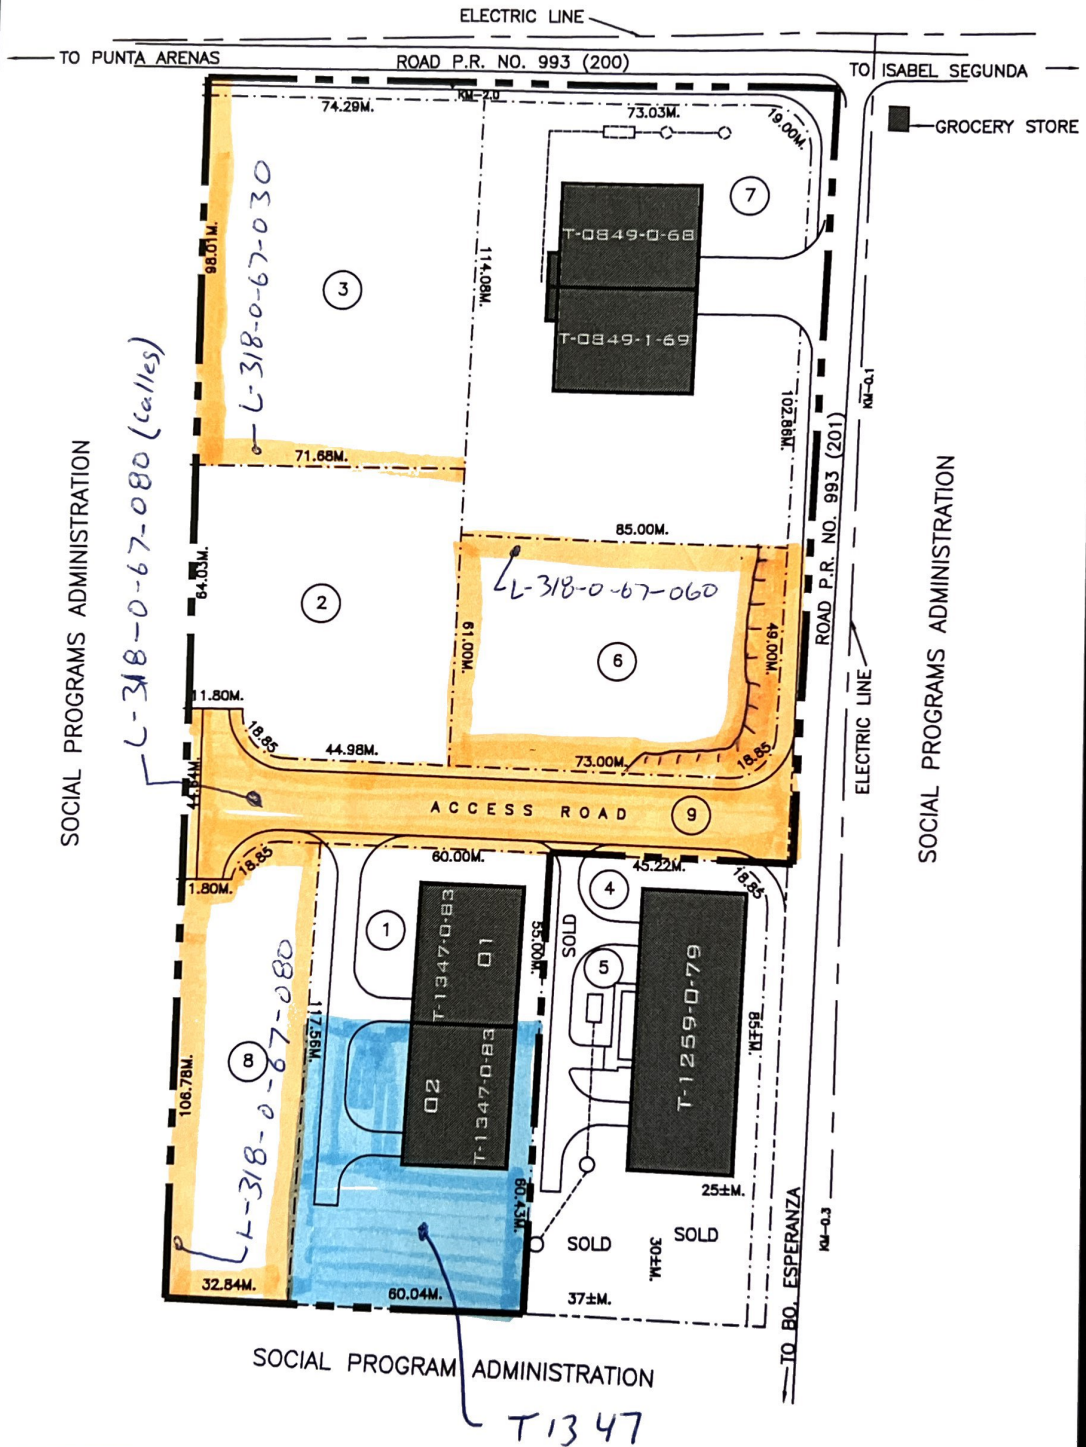 ELECTRIC LINE
TO PUNTA ARENAS
ROAD P.R. NO. 993 (200)
TO ISABEL SEGUNDA
KM-2.0
74.29M.
73.03M.
19.00M.
GROCERY STORE
7
T-0849-0-68
T-0849-1-69
98.01M.
L-318-0-67-030
3
114.08M.
102.86M.
KM-0.1
ROAD P.R. NO. 993 (201)
71.68M.
L-318-0-67-080 (Calles)
SOCIAL PROGRAMS ADMINISTRATION
SOCIAL PROGRAMS ADMINISTRATION
85.00M.
L-318-0-67-060
64.03M.
2
61.00M.
6
49.00M.
ELECTRIC LINE
11.80M.
18.85
44.98M.
73.00M.
18.85
ACCESS ROAD
9
1.80M.
18.85
60.00M.
45.22M.
18.85
4
SOLD
5
1
T-1347-0-83
01
55.00M.
T-1259-0-79
85±M.
117.56M.
02
T-1347-0-83
8
L-318-0-67-080
106.78M.
60.43M.
25±M.
SOLD
SOLD
30±M.
KM-0.3
TO BO. ESPERANZA
32.84M.
60.04M.
37±M.
SOCIAL PROGRAM ADMINISTRATION
T1347